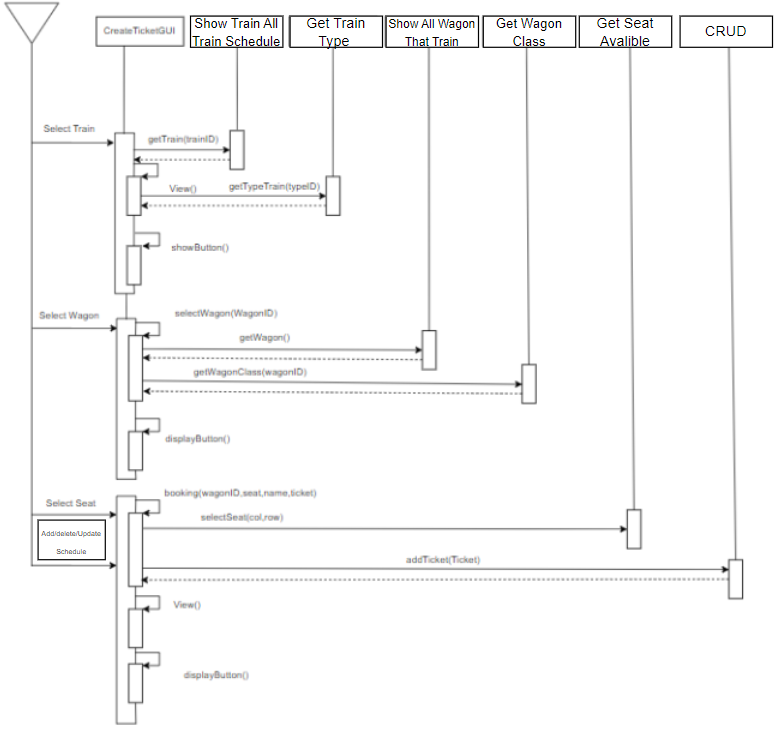 CreateTicketGUI
Show Train All
Train Schedule
Get Train
Type
Show All Wagon
That Train
Get Wagon
Class
Get Seat
Avalible
CRUD
Select Train
getTrain(trainID)
View()
getTypeTrain(typeID)
showButton()
Select Wagon
selectWagon(WagonID)
getWagon()
getWagonClass(wagonID)
displayButton()
Select Seat
booking(wagonID,seat,name,ticket)
selectSeat(col,row)
Add/delete/Update
Schedule
addTicket(Ticket)
View()
displayButton()